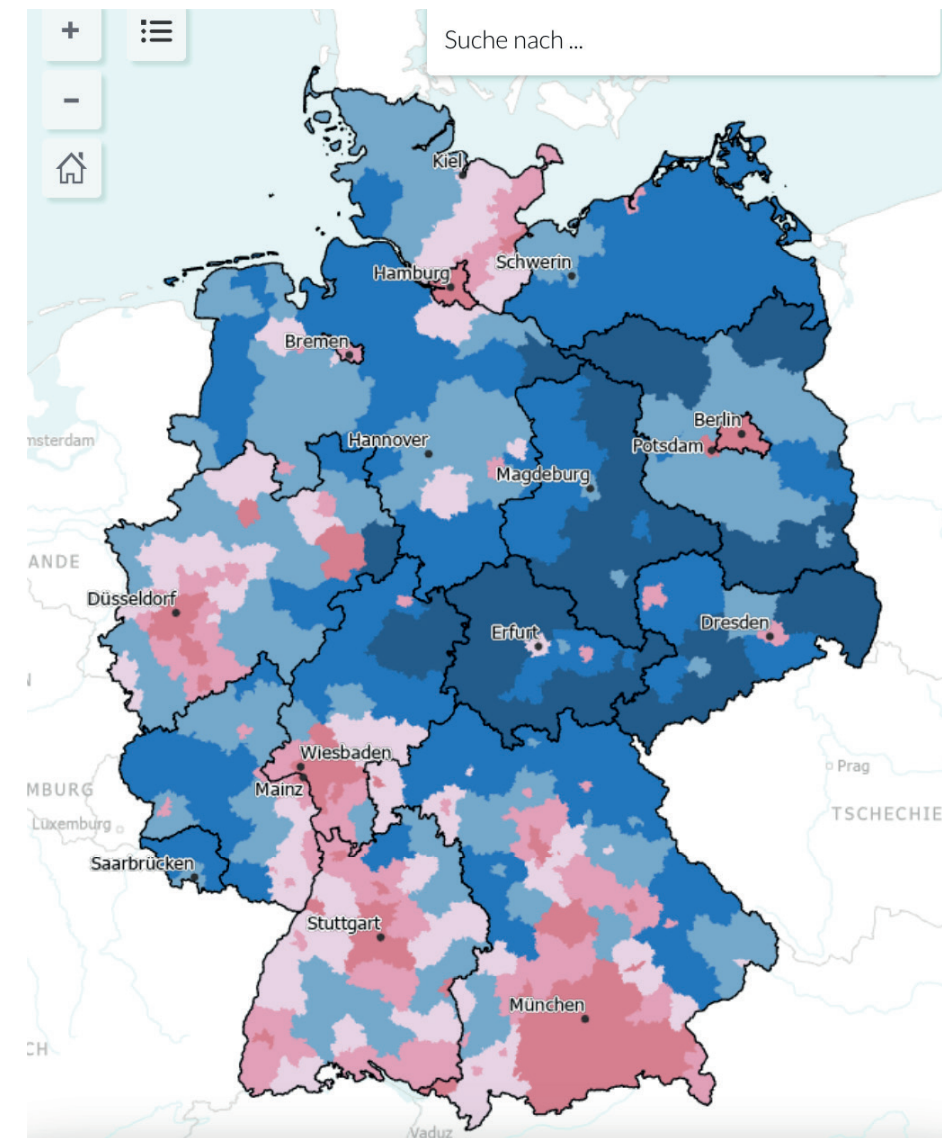 +
Suche nach ...
−
Kiel
Schwerin
Hamburg
Bremen
Berlin
msterdam
Hannover
Potsdam
Magdeburg
ANDE
Düsseldorf
Dresden
Erfurt
Wiesbaden
Prag
MBURG
Mainz
TSCHECHIE
Luxemburg
Saarbrücken
Stuttgart
München
CH
Vaduz